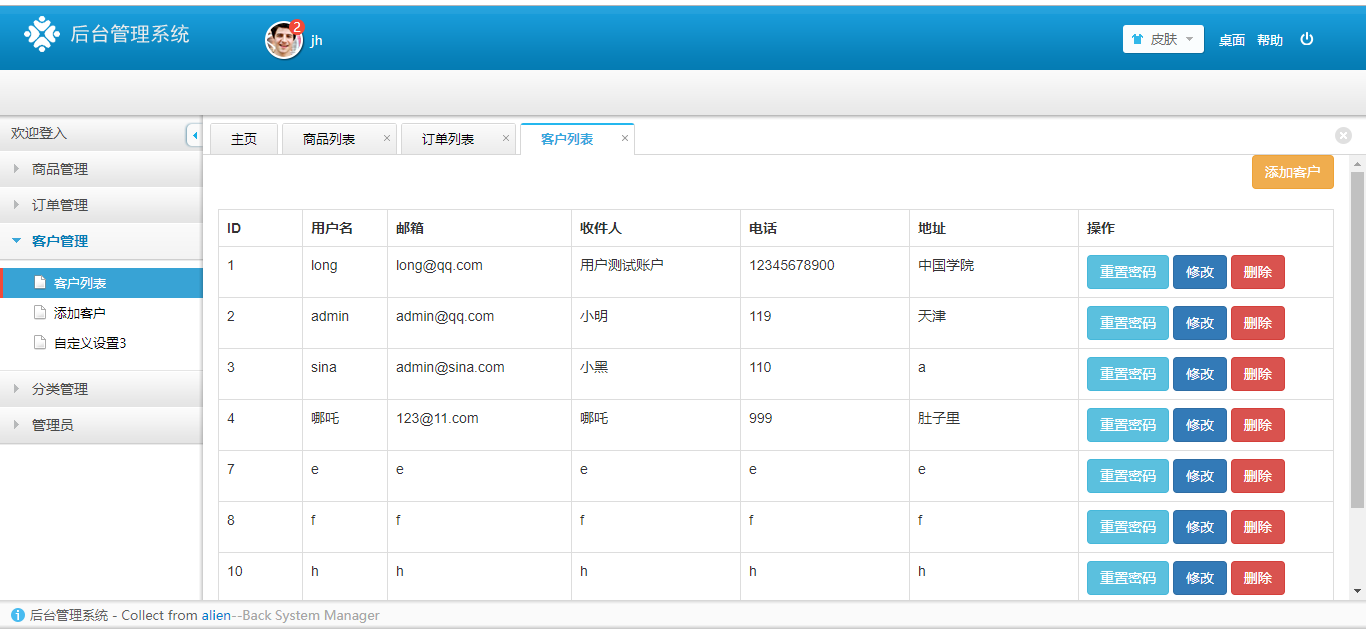 后台管理系统
2
jh
皮肤
桌面 帮助
欢迎登入
商品管理
订单管理
客户管理
客户列表
添加客户
自定义设置3
分类管理
管理员
主页 商品列表 × 订单列表 × 客户列表 ×
添加客户
ID 用户名 邮箱 收件人 电话 地址 操作
1 long long@qq.com 用户测试账户 12345678900 中国学院 重置密码 修改 删除
2 admin admin@qq.com 小明 119 天津 重置密码 修改 删除
3 sina admin@sina.com 小黑 110 a 重置密码 修改 删除
4 哪吒 123@11.com 哪吒 999 肚子里 重置密码 修改 删除
7 e e e e e 重置密码 修改 删除
8 f f f f f 重置密码 修改 删除
10 h h h h h 重置密码 修改 删除
后台管理系统 - Collect from alien--Back System Manager